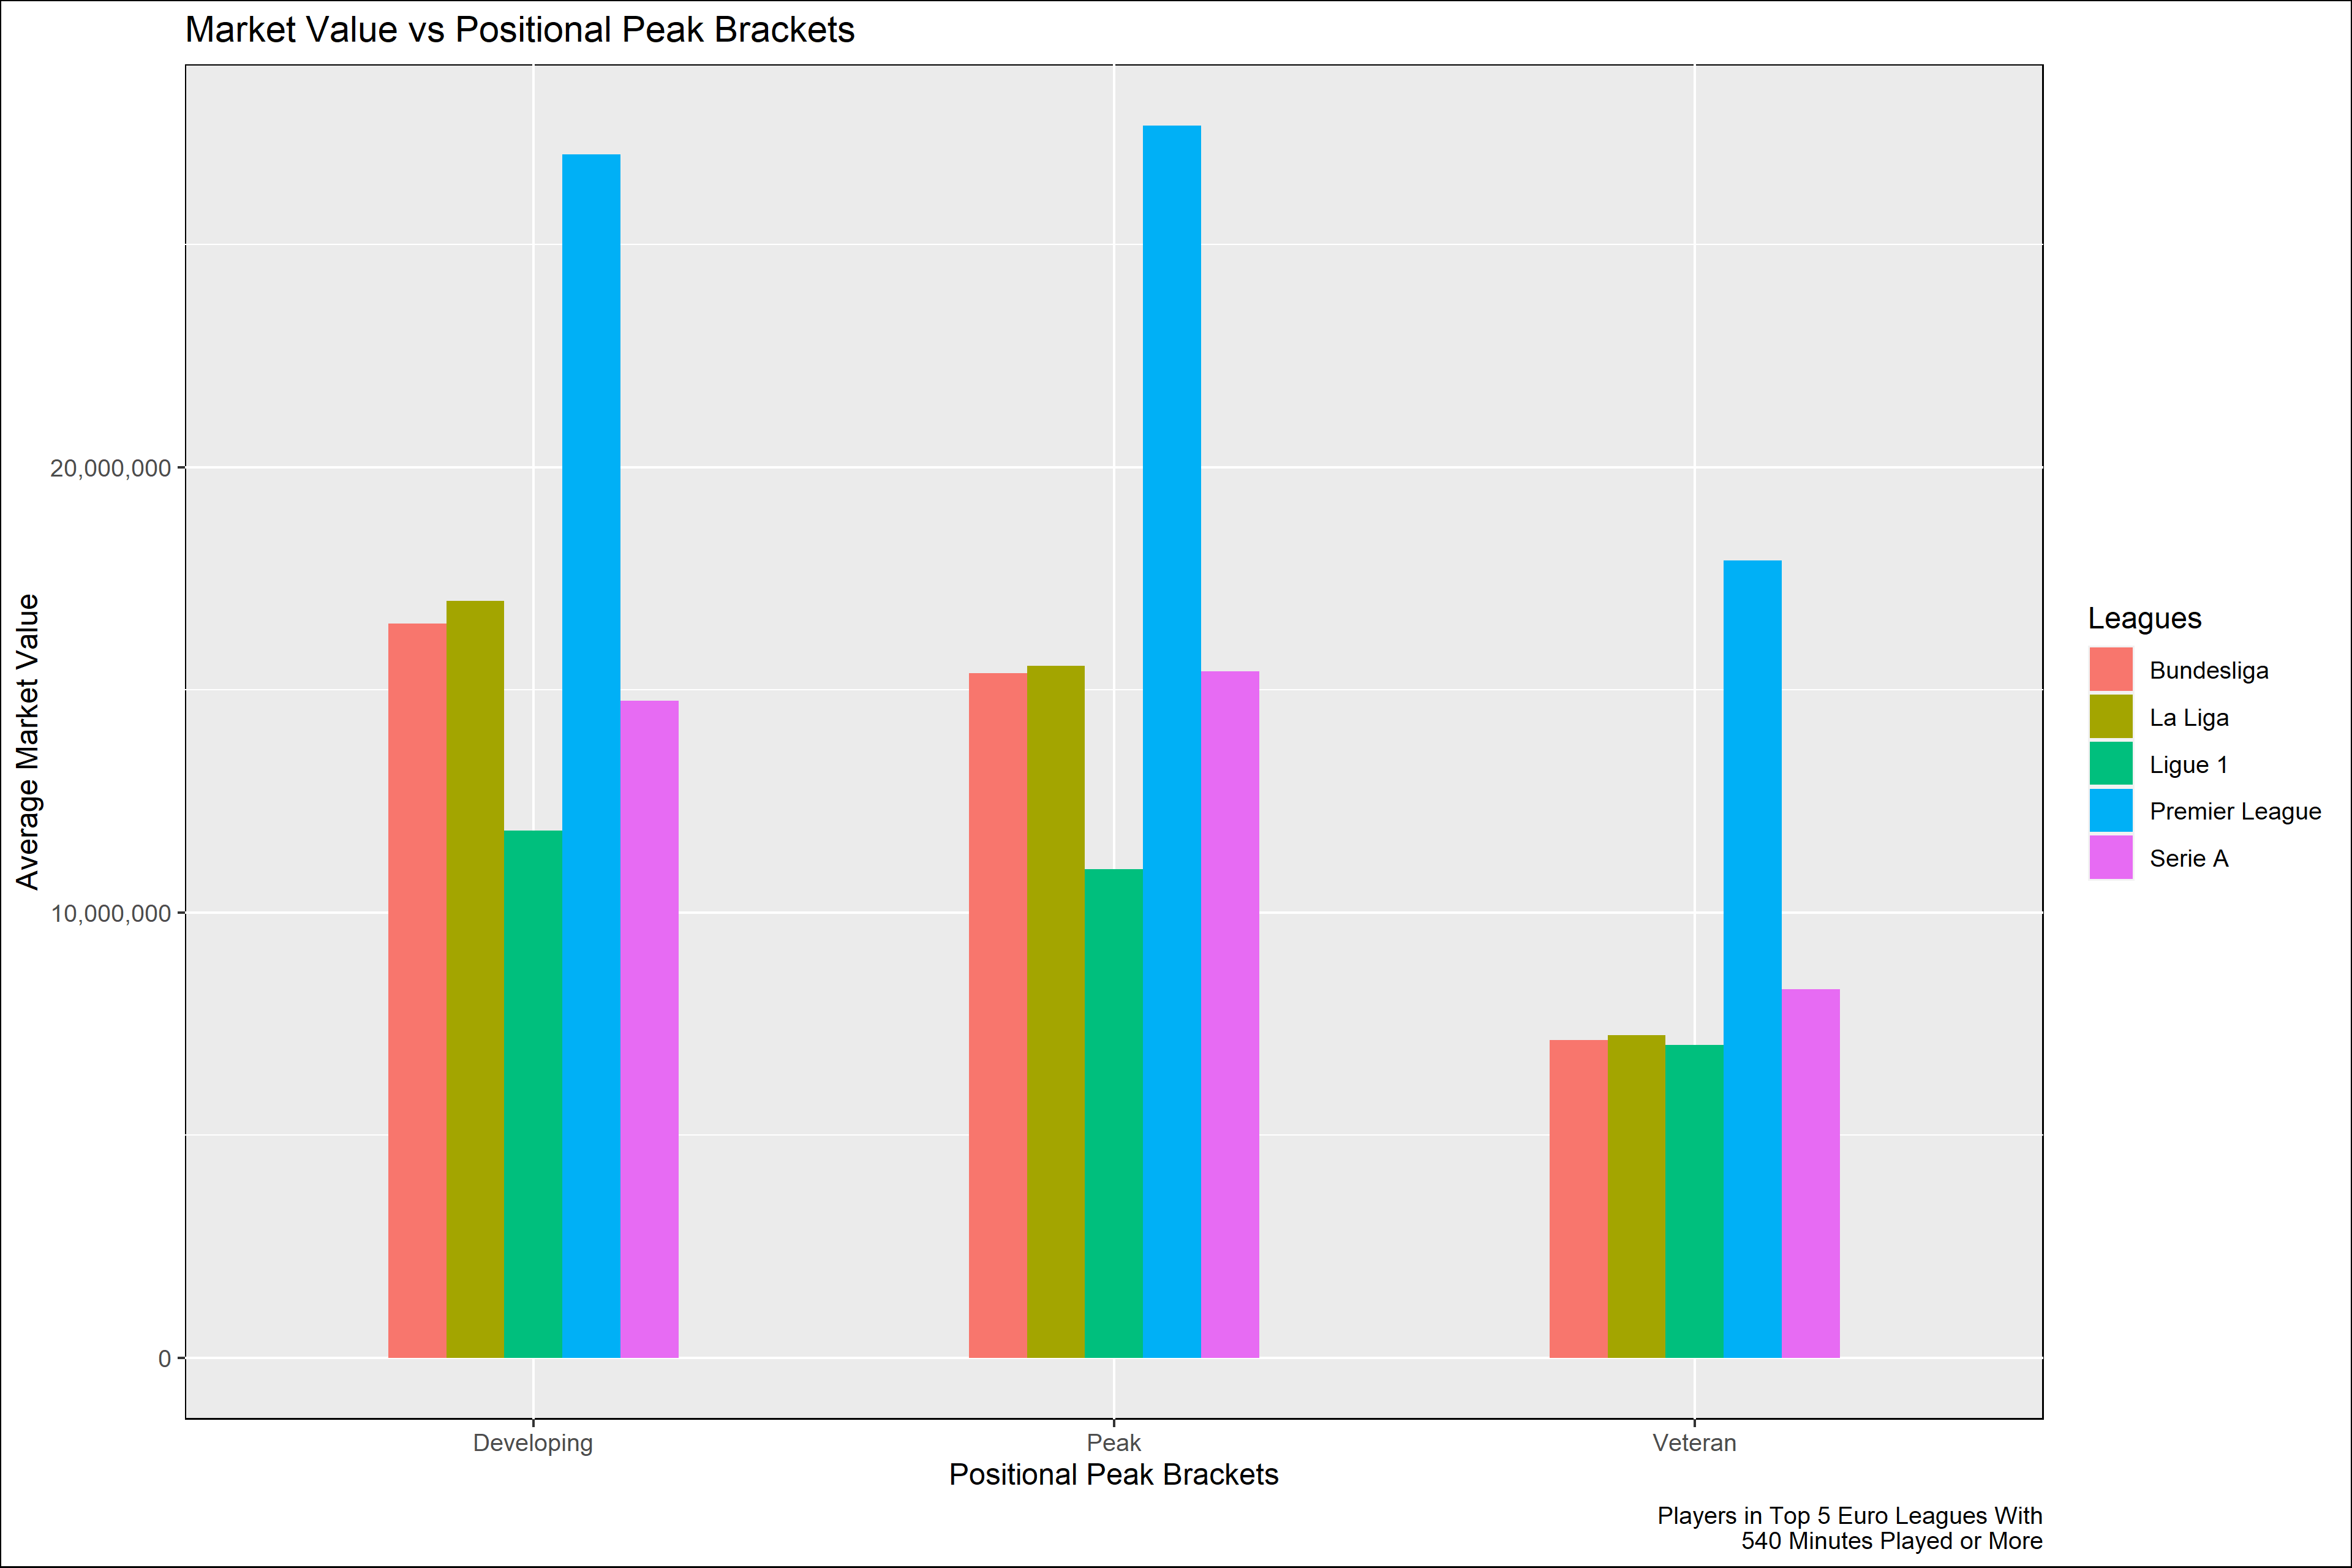 Market Value vs Positional Peak Brackets
Average Market Value
20,000,000
10,000,000
0
Developing
Peak
Veteran
Positional Peak Brackets
Leagues
Bundesliga
La Liga
Ligue 1
Premier League
Serie A
Players in Top 5 Euro Leagues With
540 Minutes Played or More